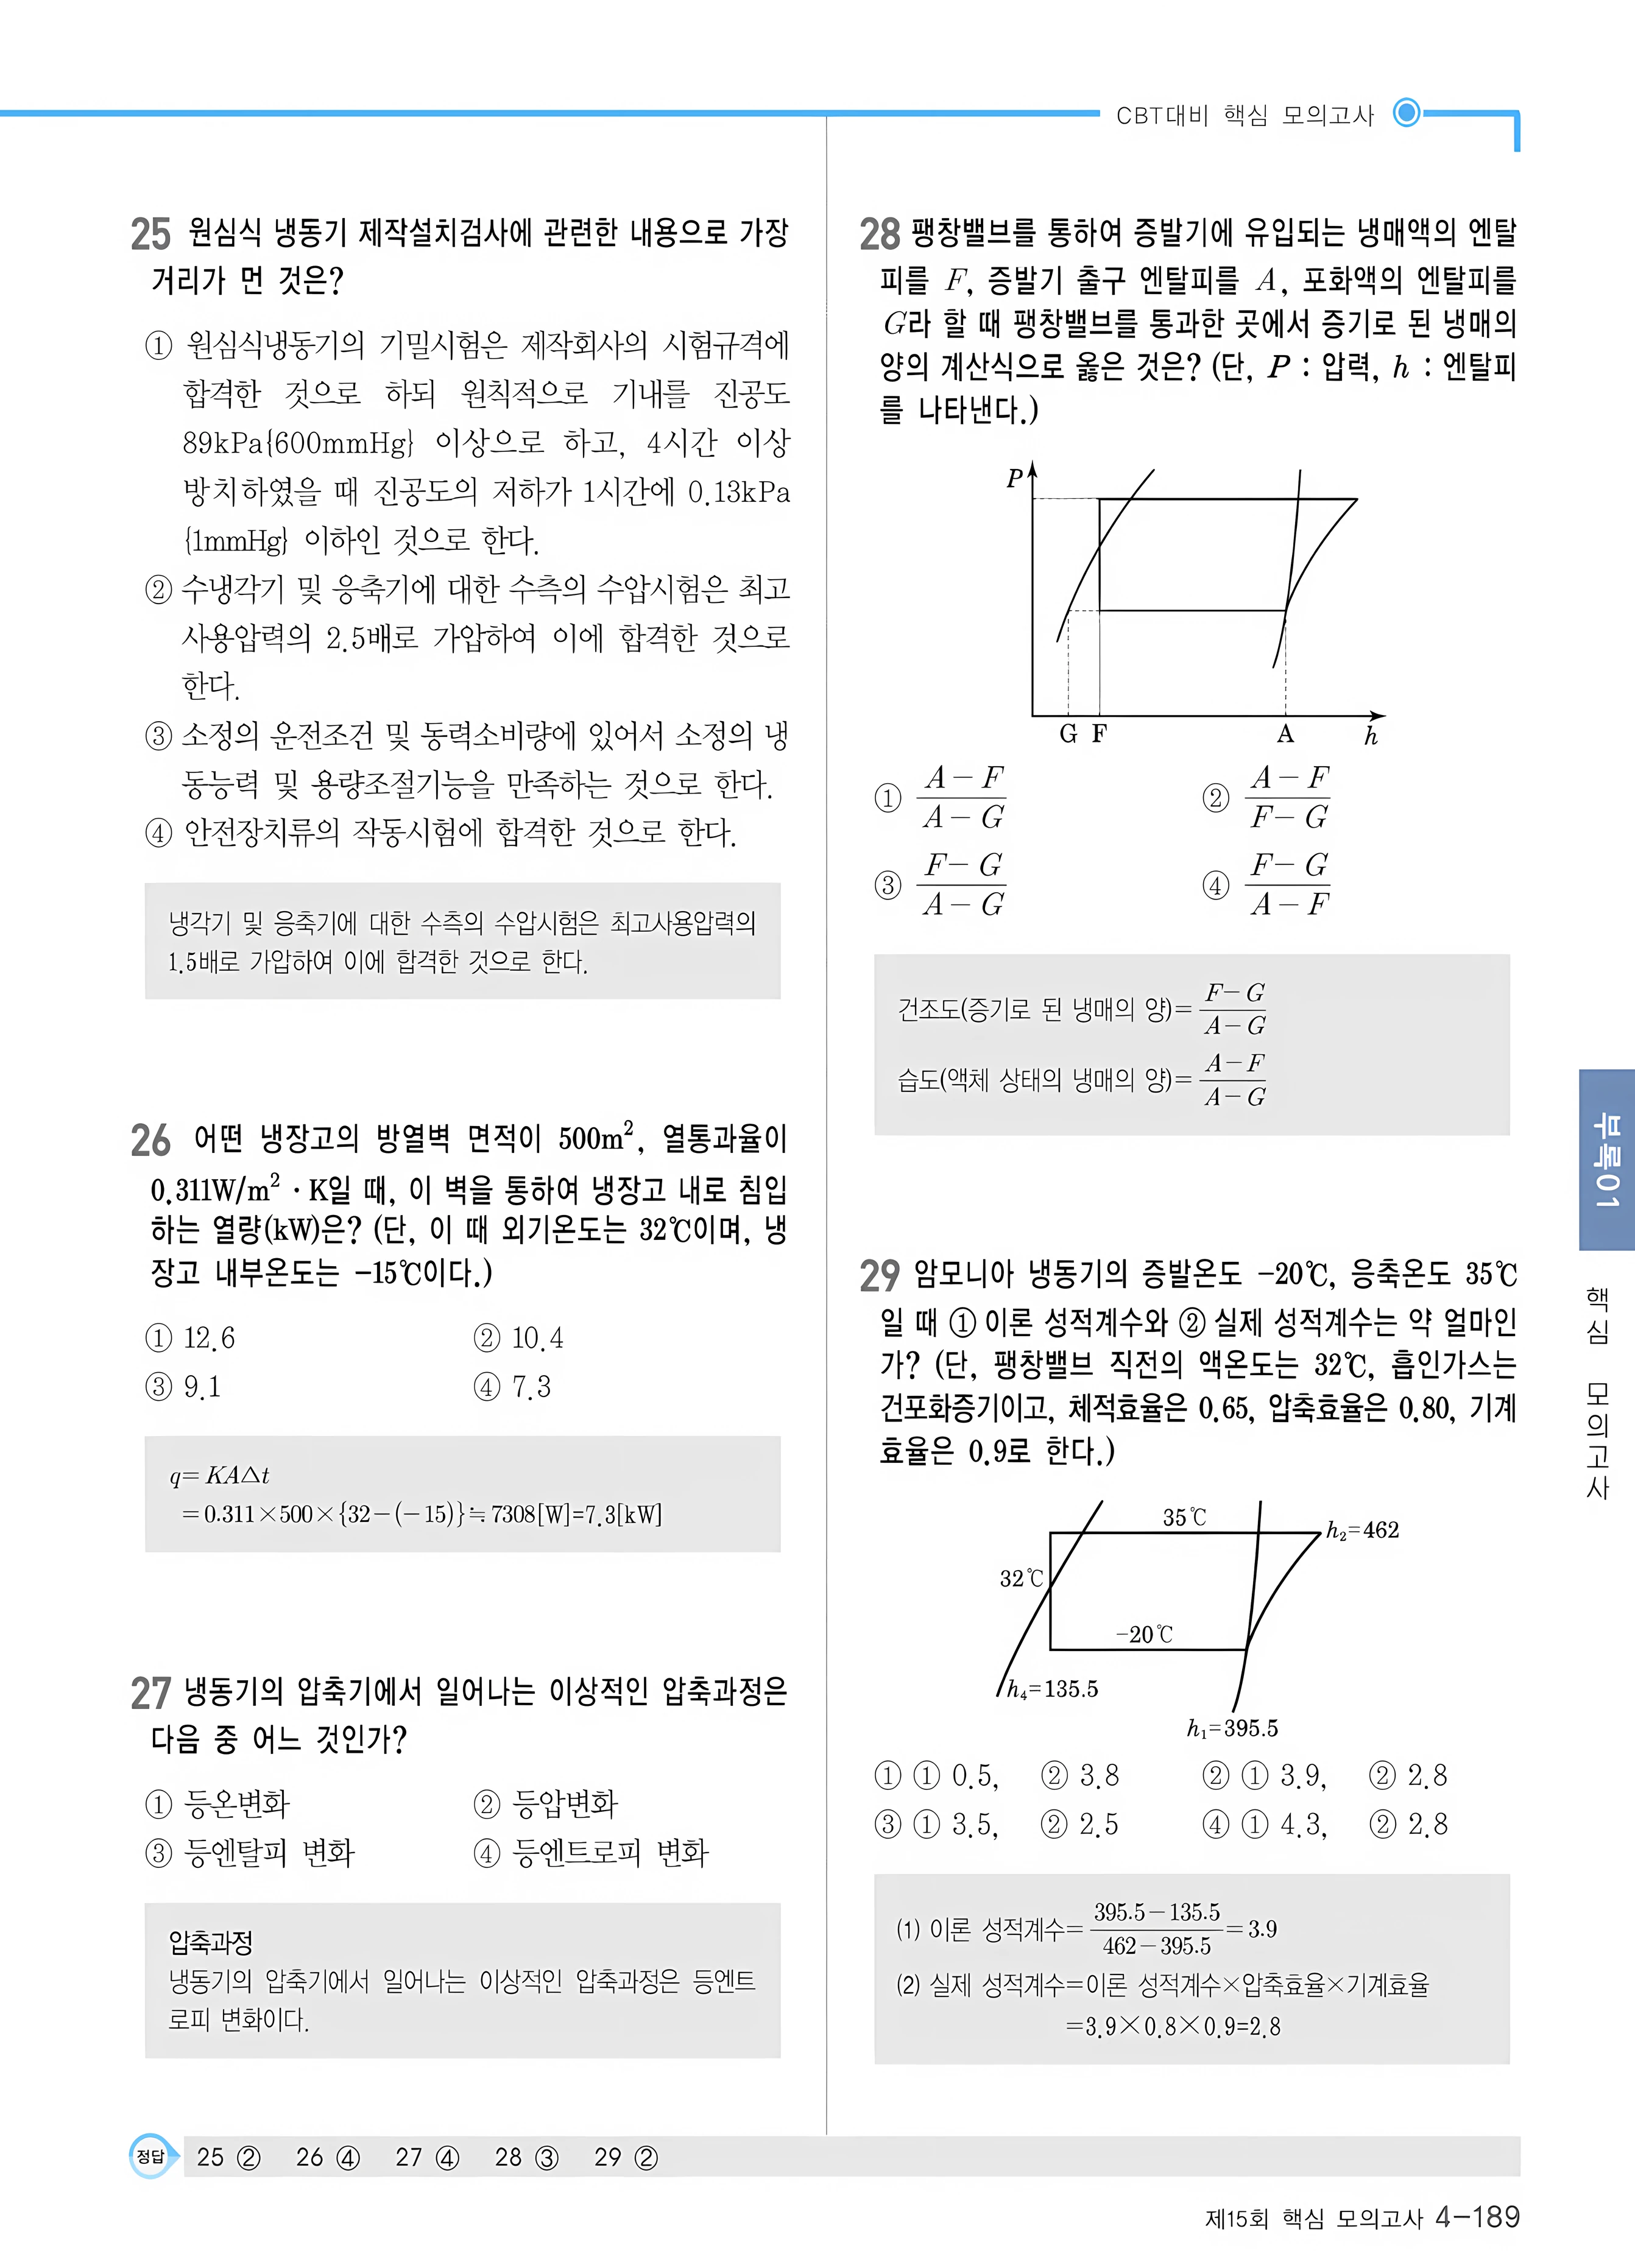 CBT대비 핵심 모의고사
25 원심식 냉동기 제작설치검사에 관련한 내용으로 가장
거리가 먼 것은?
① 원심식냉동기의 기밀시험은 제작회사의 시험규격에
합격한 것으로 하되 원칙적으로 기내를 진공도
89kPa{600mmHg} 이상으로 하고, 4시간 이상
방치하였을 때 진공도의 저하가 1시간에 0.13kPa
{1mmHg} 이하인 것으로 한다.
② 수냉각기 및 응축기에 대한 수측의 수압시험은 최고
사용압력의 2.5배로 가압하여 이에 합격한 것으로
한다.
③ 소정의 운전조건 및 동력소비량에 있어서 소정의 냉
동능력 및 용량조절기능을 만족하는 것으로 한다.
④ 안전장치류의 작동시험에 합격한 것으로 한다.
냉각기 및 응축기에 대한 수측의 수압시험은 최고사용압력의
1.5배로 가압하여 이에 합격한 것으로 한다.
26 어떤 냉장고의 방열벽 면적이 500m², 열통과율이
0.311W/m² · K일 때, 이 벽을 통하여 냉장고 내로 침입
하는 열량(kW)은? (단, 이 때 외기온도는 32℃이며, 냉
장고 내부온도는 -15℃이다.)
① 12.6 ② 10.4
③ 9.1 ④ 7.3
q= KA△t
= 0.311×500×{32-(-15)}≒7308[W]=7.3[kW]
27 냉동기의 압축기에서 일어나는 이상적인 압축과정은
다음 중 어느 것인가?
① 등온변화 ② 등압변화
③ 등엔탈피 변화 ④ 등엔트로피 변화
압축과정
냉동기의 압축기에서 일어나는 이상적인 압축과정은 등엔트
로피 변화이다.
28 팽창밸브를 통하여 증발기에 유입되는 냉매액의 엔탈
피를 F, 증발기 출구 엔탈피를 A, 포화액의 엔탈피를
G라 할 때 팽창밸브를 통과한 곳에서 증기로 된 냉매의
양의 계산식으로 옳은 것은? (단, P : 압력, h : 엔탈피
를 나타낸다.)
P
G F A h
① (A-F)/(A-G) ② (A-F)/(F-G)
③ (F-G)/(A-G) ④ (F-G)/(A-F)
건조도(증기로 된 냉매의 양)= (F-G)/(A-G)
습도(액체 상태의 냉매의 양)= (A-F)/(A-G)
29 암모니아 냉동기의 증발온도 -20℃, 응축온도 35℃
일 때 ① 이론 성적계수와 ② 실제 성적계수는 약 얼마인
가? (단, 팽창밸브 직전의 액온도는 32℃, 흡인가스는
건포화증기이고, 체적효율은 0.65, 압축효율은 0.80, 기계
효율은 0.9로 한다.)
35℃
h₂=462
32℃
-20℃
h₄=135.5
h₁=395.5
① ① 0.5, ② 3.8 ② ① 3.9, ② 2.8
③ ① 3.5, ② 2.5 ④ ① 4.3, ② 2.8
(1) 이론 성적계수= (395.5-135.5)/(462-395.5) = 3.9
(2) 실제 성적계수=이론 성적계수×압축효율×기계효율
=3.9×0.8×0.9=2.8
부록01
핵심 모의고사
정답 25 ② 26 ④ 27 ④ 28 ③ 29 ②
제15회 핵심 모의고사 4-189